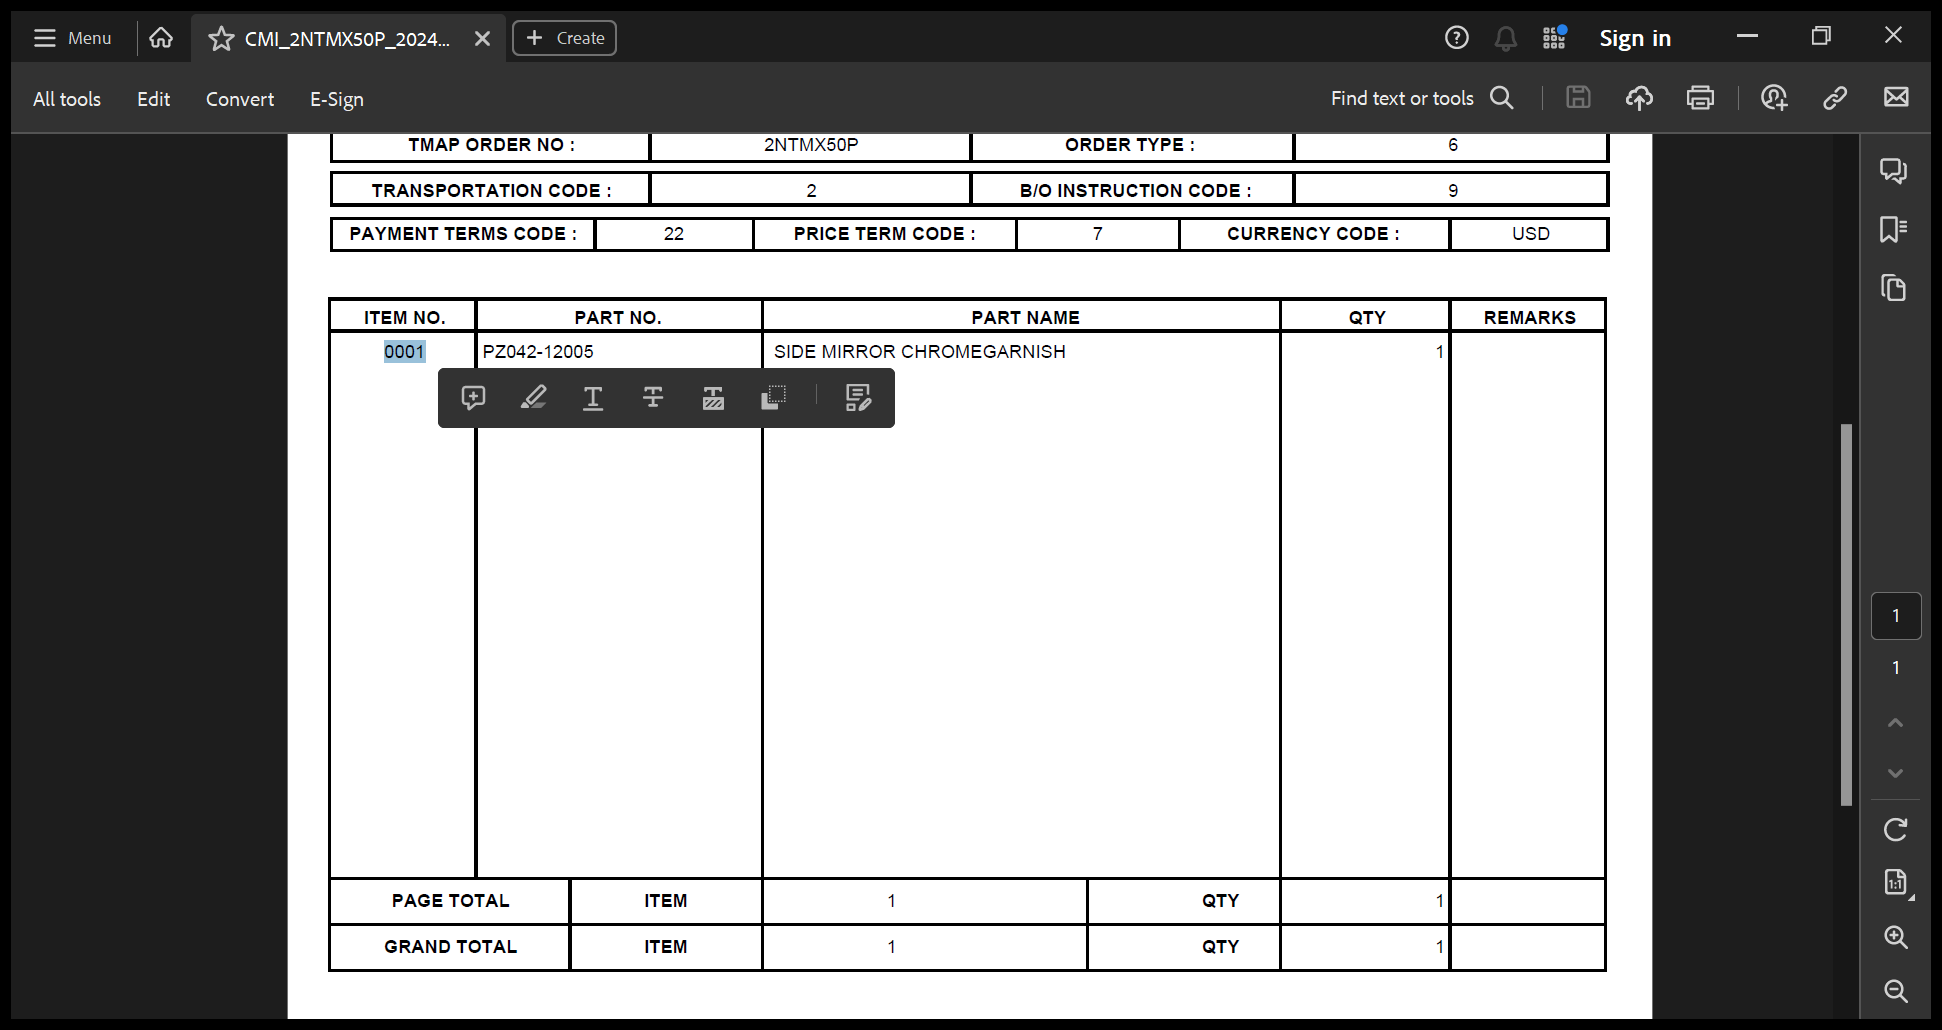 Menu CMI_2NTMX50P_2024... Create Sign in
All tools Edit Convert E-Sign Find text or tools
TMAP ORDER NO : 2NTMX50P ORDER TYPE : 6
TRANSPORTATION CODE : 2 B/O INSTRUCTION CODE : 9
PAYMENT TERMS CODE : 22 PRICE TERM CODE : 7 CURRENCY CODE : USD
ITEM NO. PART NO. PART NAME QTY REMARKS
0001 PZ042-12005 SIDE MIRROR CHROMEGARNISH 1
PAGE TOTAL ITEM 1 QTY 1
GRAND TOTAL ITEM 1 QTY 1
1
1
1:1